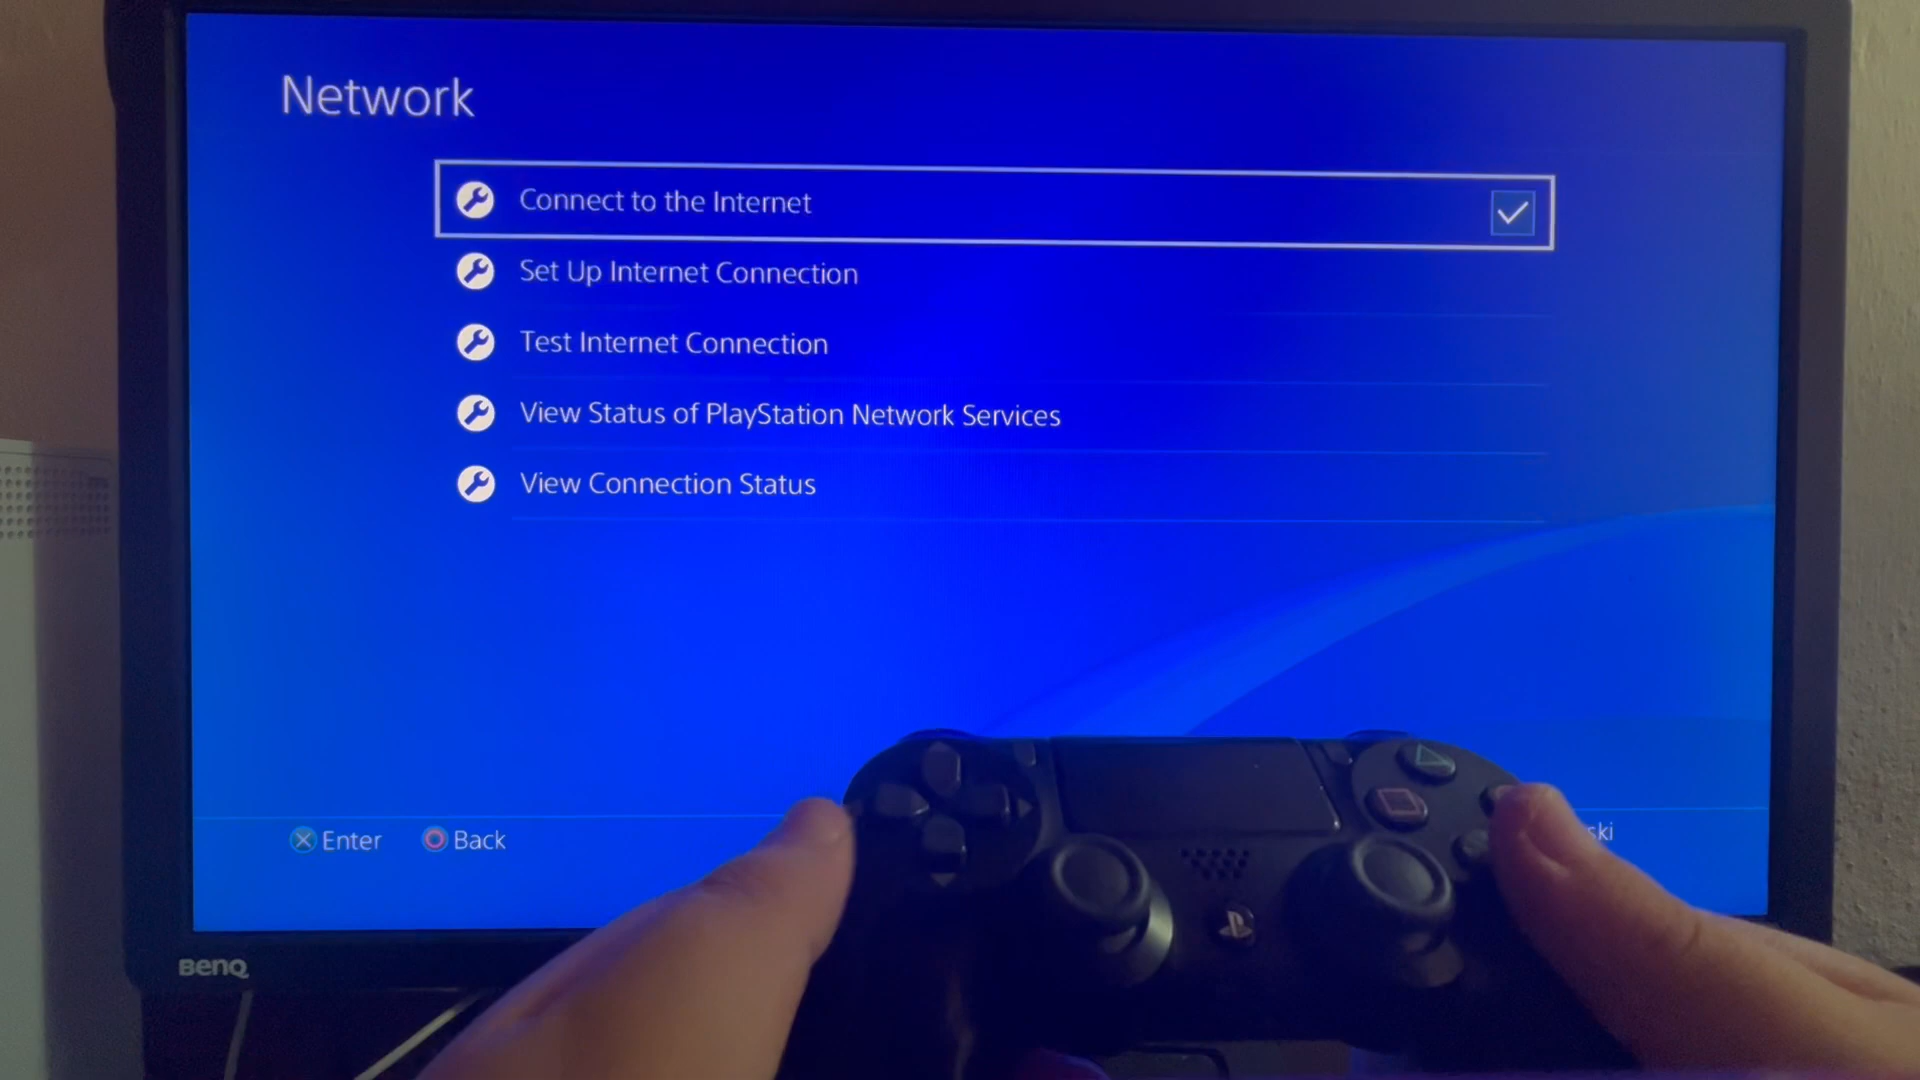 Network
Connect to the Internet
Set Up Internet Connection
Test Internet Connection
View Status of PlayStation Network Services
View Connection Status
Enter
Back
ski
BenQ